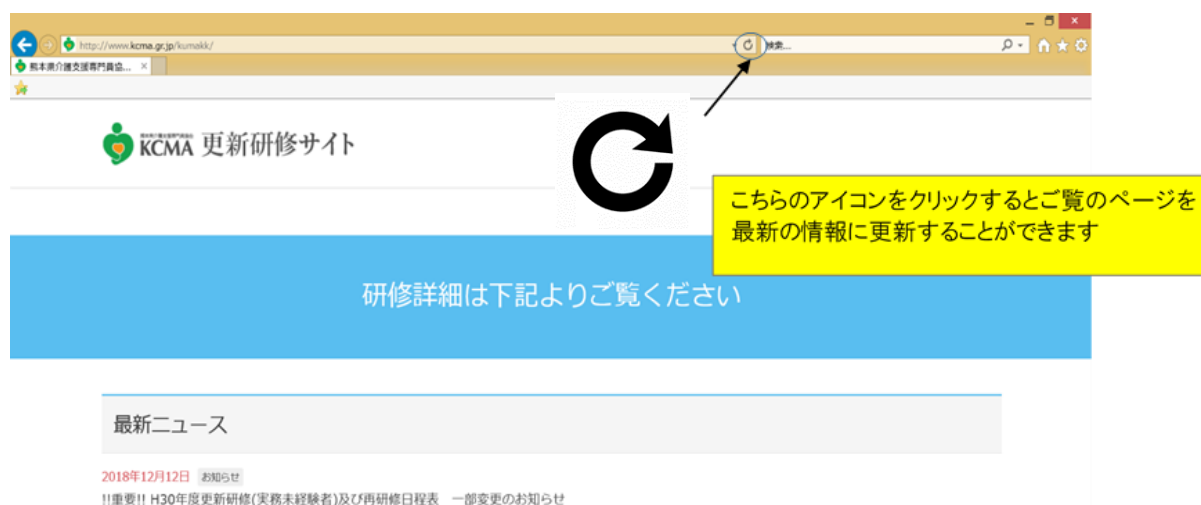 http://www.kcma.gr.jp/kumakk/
検索...
熊本県介護支援専門員協... ×
KCMA 更新研修サイト
こちらのアイコンをクリックするとご覧のページを
最新の情報に更新することができます
研修詳細は下記よりご覧ください
最新ニュース
2018年12月12日 お知らせ
!!重要!! H30年度更新研修(実務未経験者)及び再研修日程表 一部変更のお知らせ